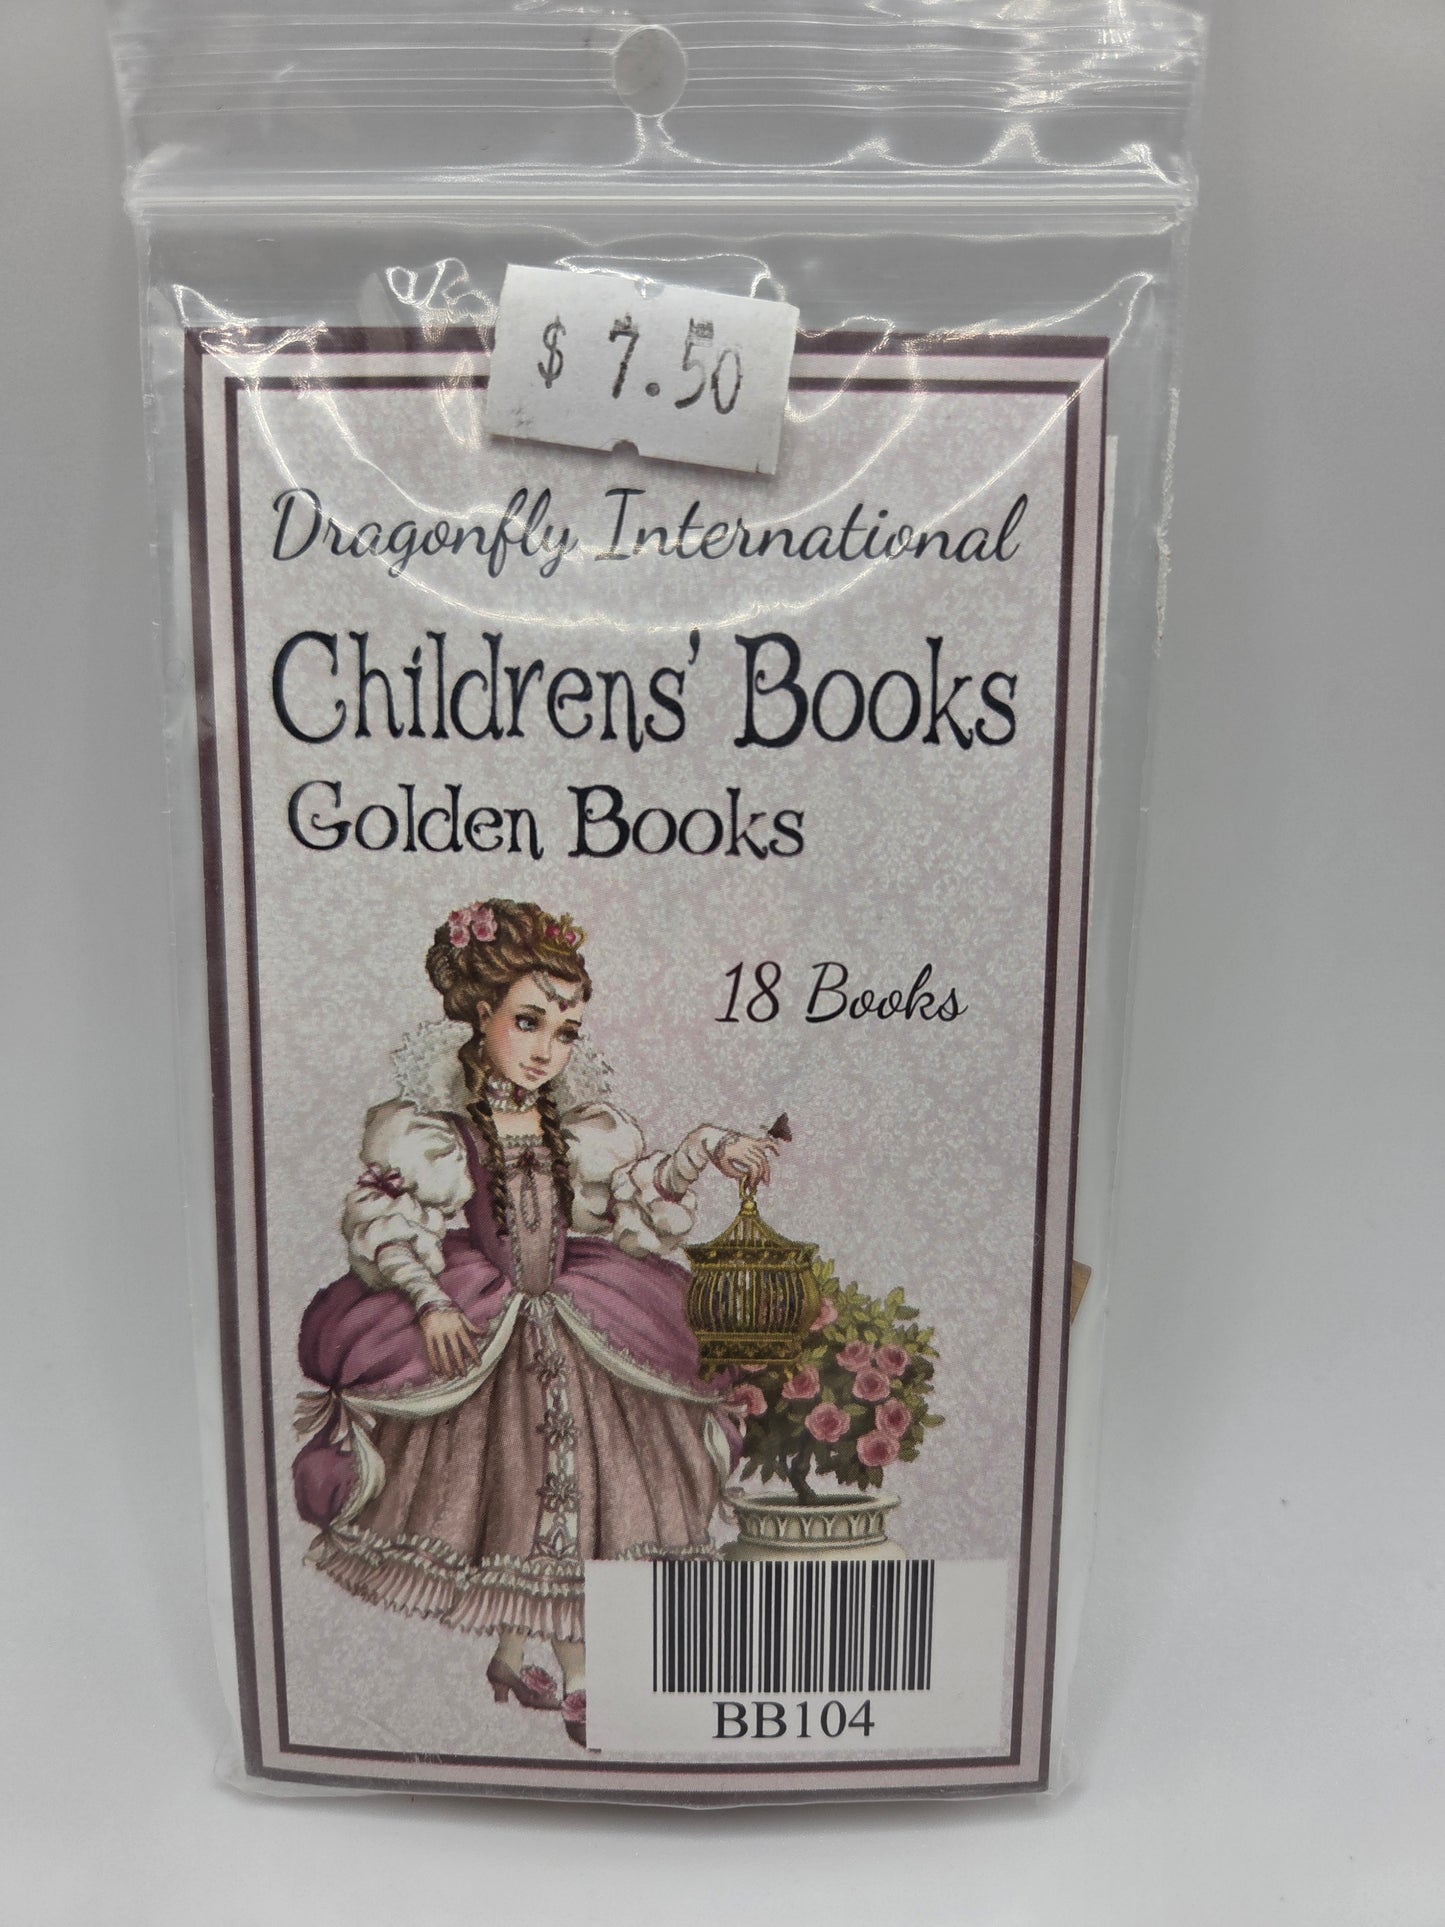 $ 7.50
Dragonfly International
Childrens' Books
Golden Books
18 Books
BB104